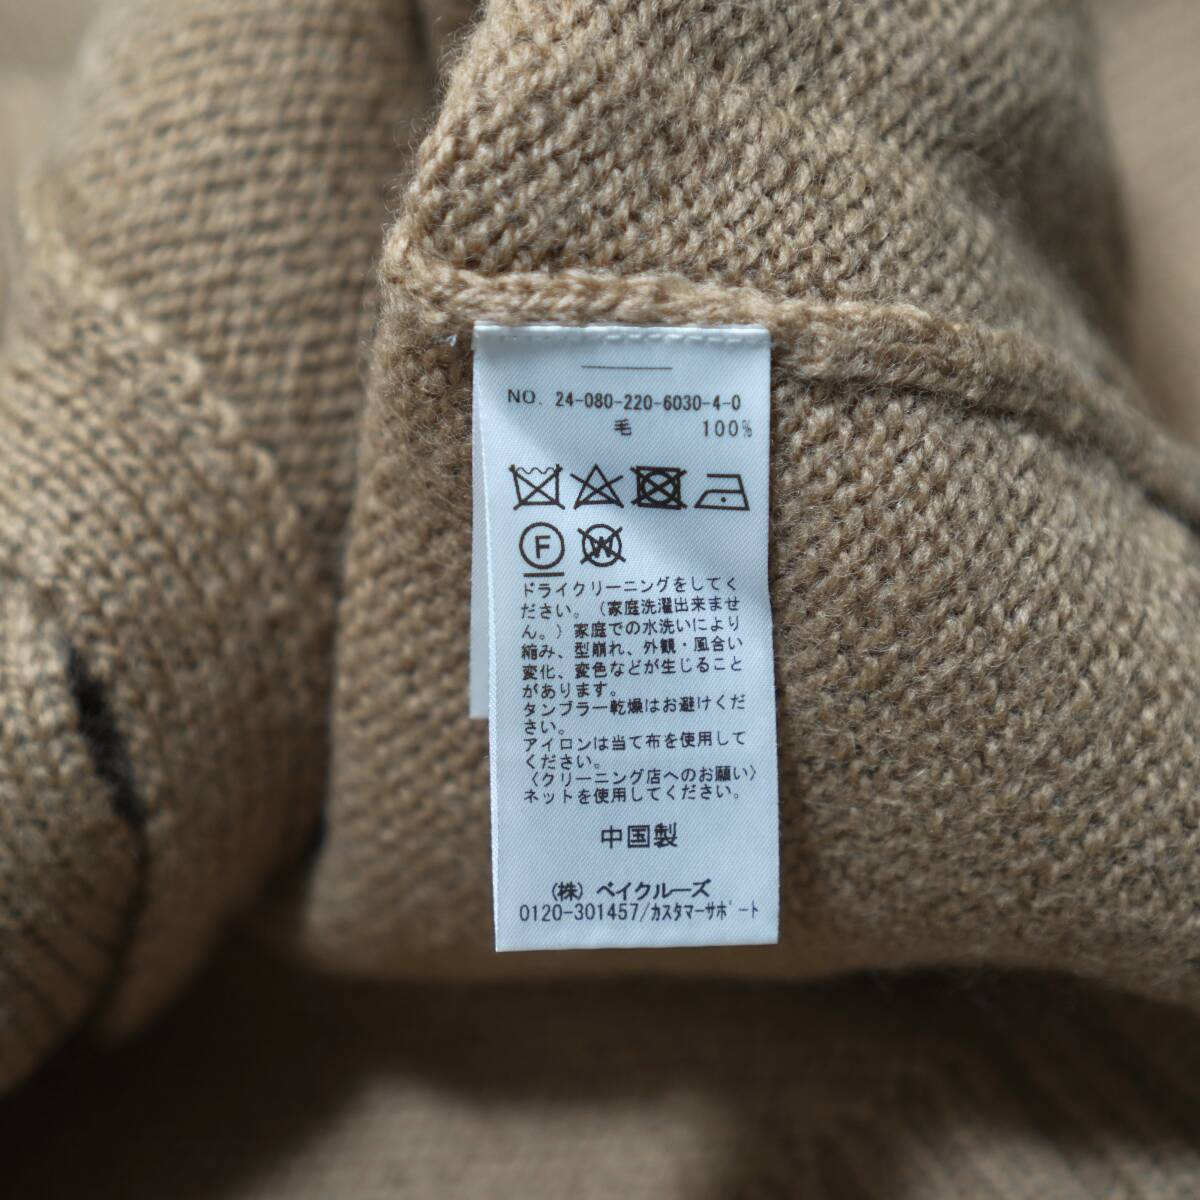 NO. 24-080-220-6030-4-0
毛 100%
F W
ドライクリーニングをしてく
ださい。（家庭洗濯出来ませ
ん。）家庭での水洗いにより
縮み、型崩れ、外観・風合い
変化、変色などが生じること
があります。
タンブラー乾燥はお避けくだ
さい。
アイロンは当て布を使用して
ください。
〈クリーニング店へのお願い〉
ネットを使用してください。
中国製
（株）ベイクルーズ
0120-301457/ｶｽﾀﾏｰｻﾎﾟｰﾄ